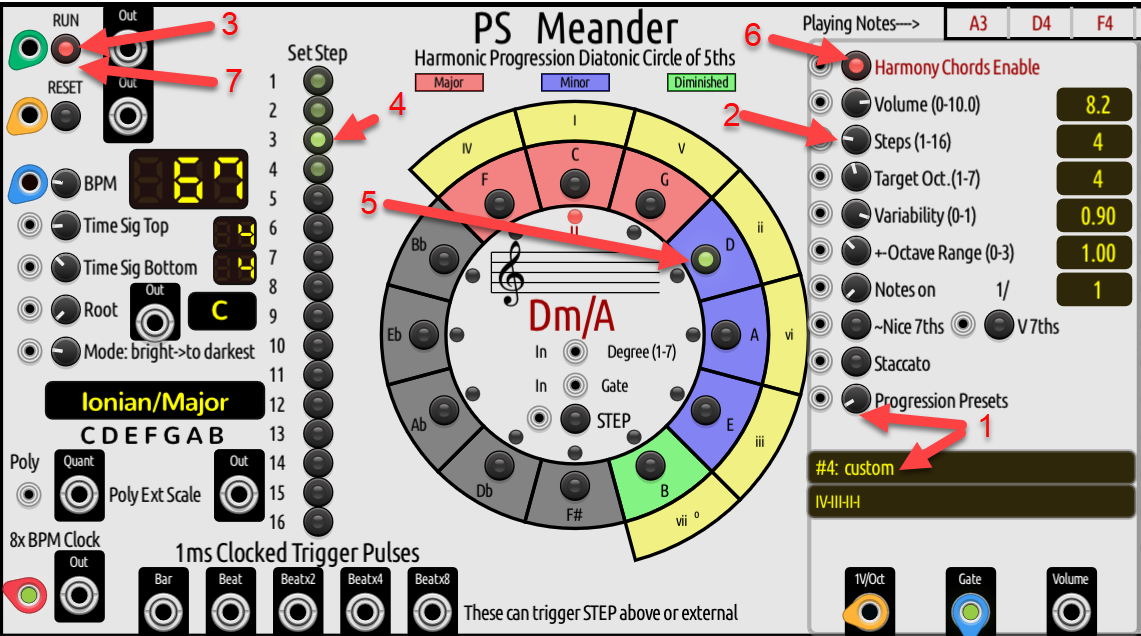 RUN
Out
3
7
RESET
Out
BPM
67
Time Sig Top
4
Time Sig Bottom
4
Root
Out
C
Mode: bright->to darkest
Ionian/Major
C D E F G A B
Poly
Quant
Poly Ext Scale
Out
8x BPM Clock
Out
Set Step
1
2
3
4
4
5
6
7
8
9
10
11
12
13
14
15
16
1ms Clocked Trigger Pulses
Bar
Beat
Beatx2
Beatx4
Beatx8
These can trigger STEP above or external
PS Meander
Harmonic Progression Diatonic Circle of 5ths
Major
Minor
Diminished
I
IV
V
C
F
G
ii
5
Bb
D
Dm/A
Eb
A
vi
In
Degree (1-7)
In
Gate
STEP
Ab
E
iii
Db
B
F#
vii °
Playing Notes---->
A3
D4
F4
6
Harmony Chords Enable
Volume (0-10.0)
8.2
2
Steps (1-16)
4
Target Oct.(1-7)
4
Variability (0-1)
0.90
+-Octave Range (0-3)
1.00
Notes on 1/
1
~Nice 7ths
V 7ths
Staccato
Progression Presets
1
#4: custom
IV-III-II-I
1V/Oct
Gate
Volume